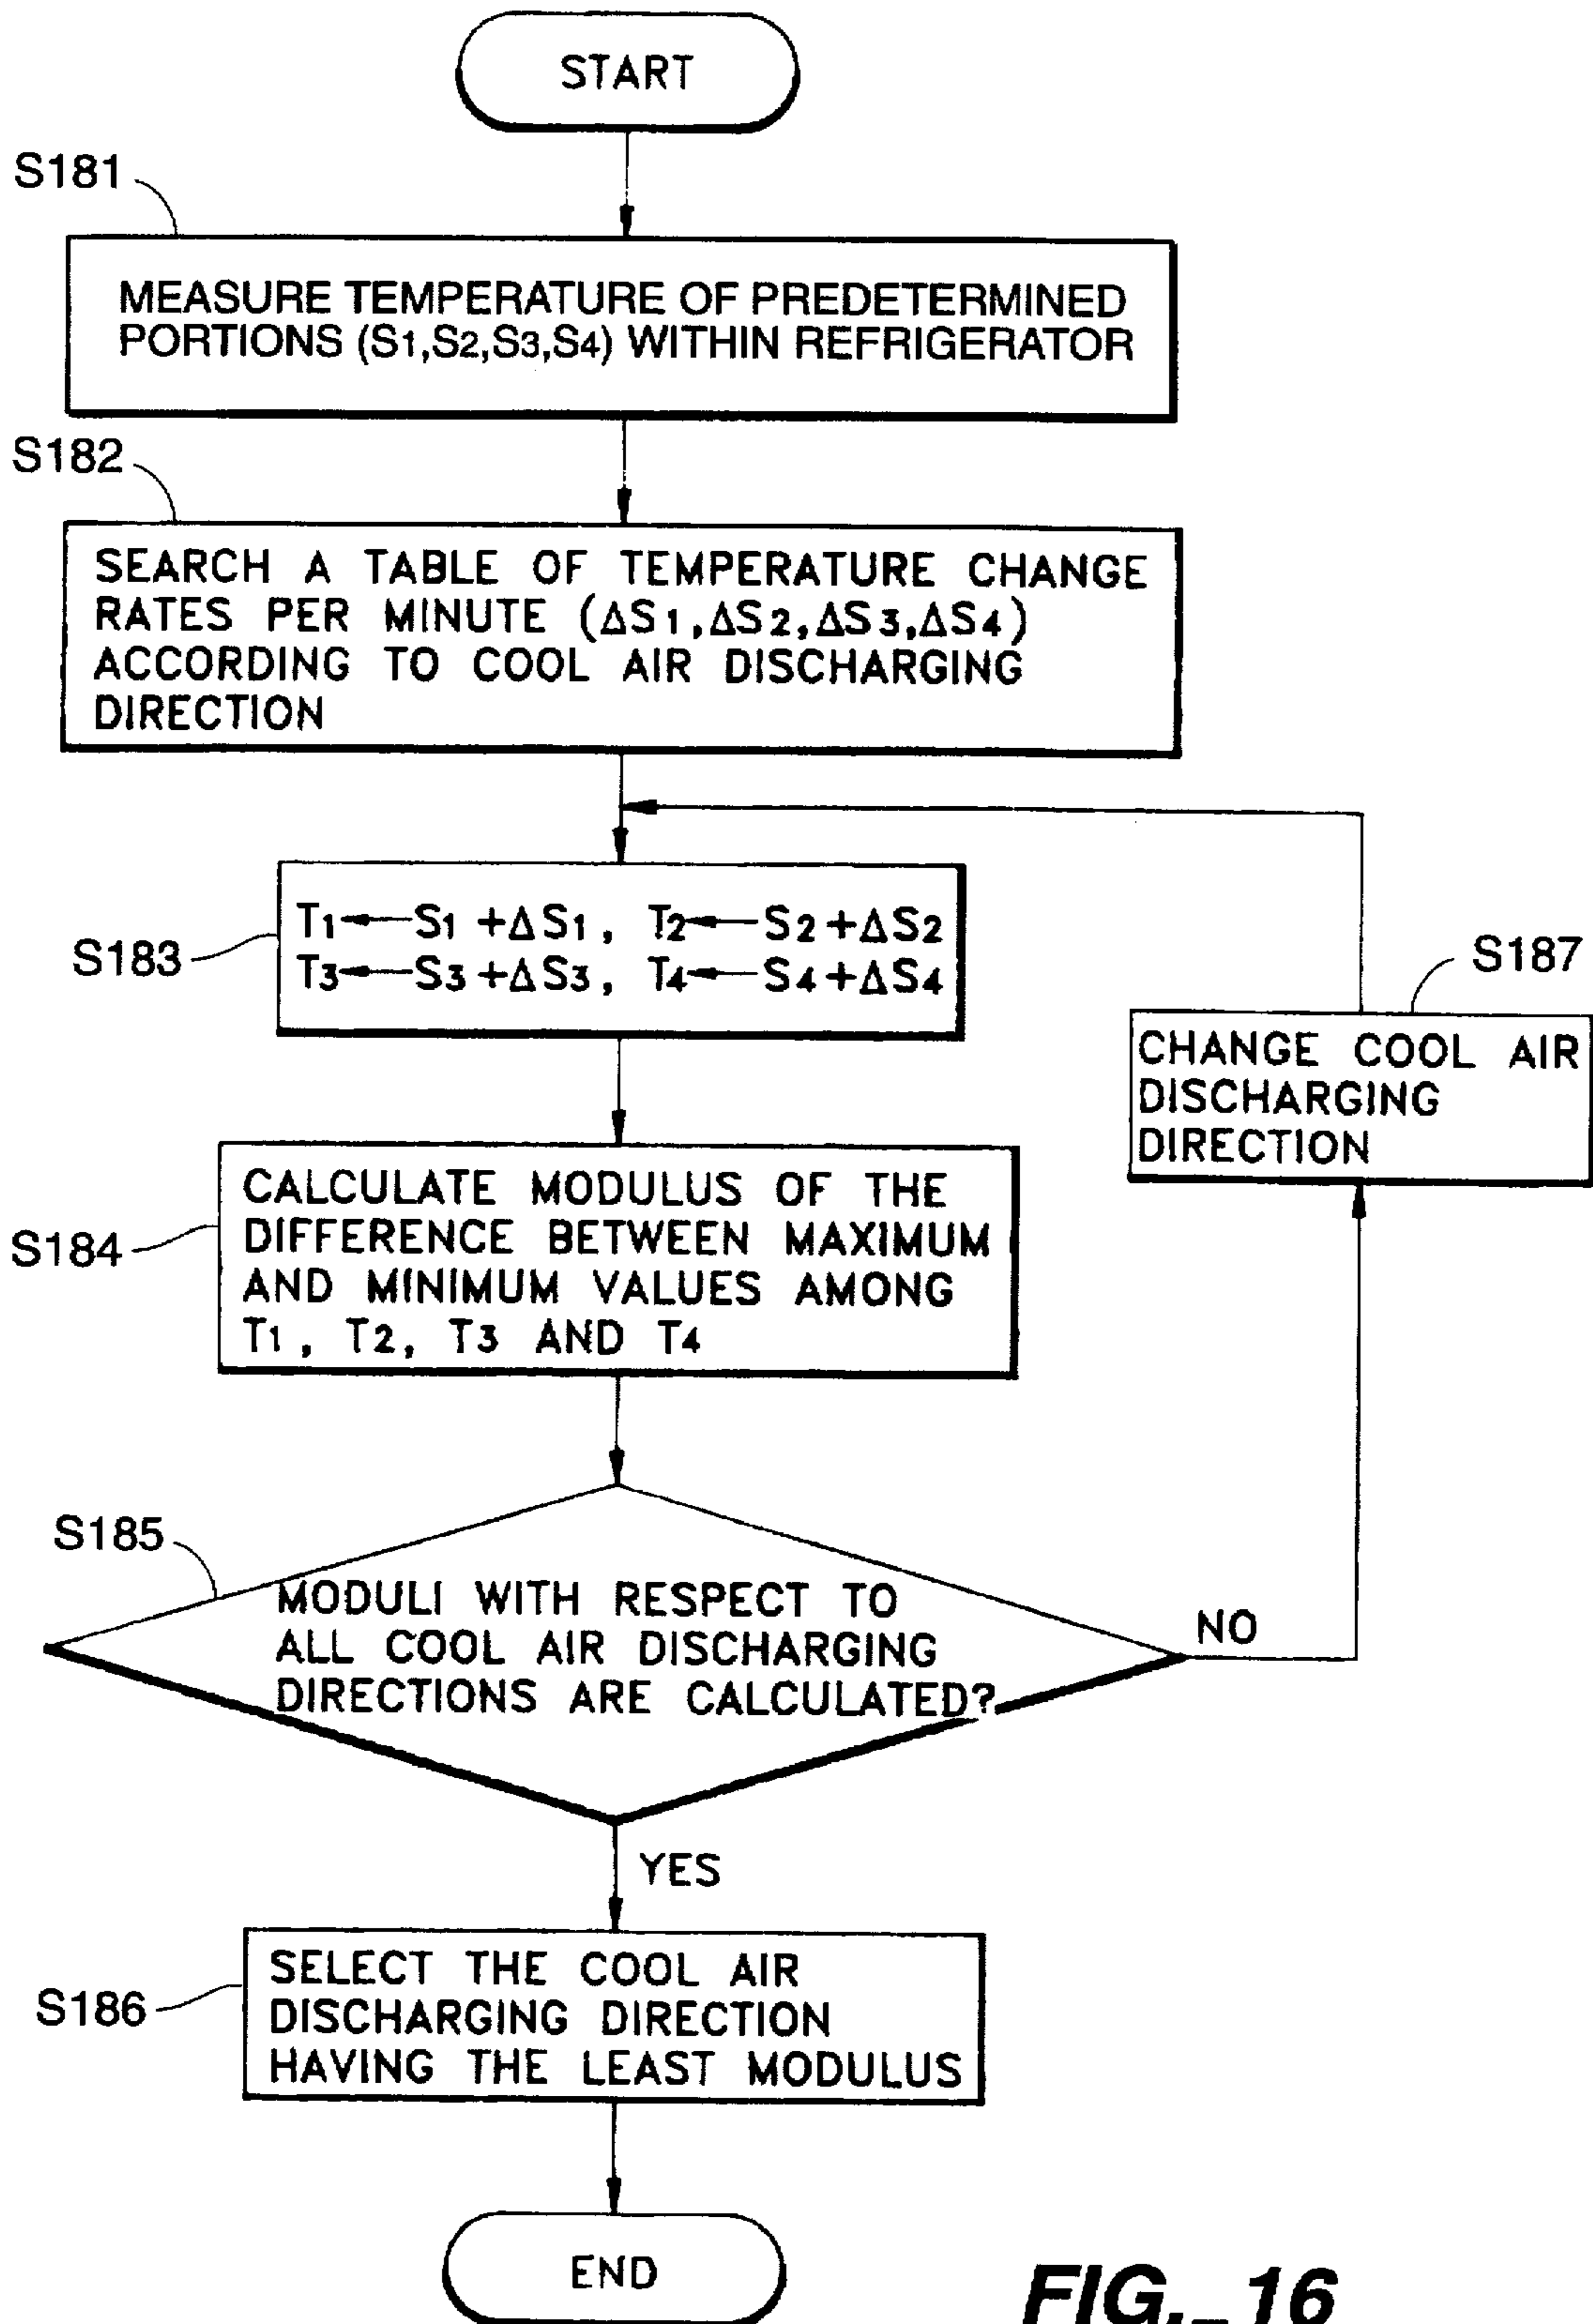 START
S181
MEASURE TEMPERATURE OF PREDETERMINED
PORTIONS (S1,S2,S3,S4) WITHIN REFRIGERATOR
S182
SEARCH A TABLE OF TEMPERATURE CHANGE
RATES PER MINUTE (ΔS1,ΔS2,ΔS3,ΔS4)
ACCORDING TO COOL AIR DISCHARGING
DIRECTION
S183
T1←S1+ΔS1, T2←S2+ΔS2
T3←S3+ΔS3, T4←S4+ΔS4
S187
CHANGE COOL AIR
DISCHARGING
DIRECTION
S184
CALCULATE MODULUS OF THE
DIFFERENCE BETWEEN MAXIMUM
AND MINIMUM VALUES AMONG
T1, T2, T3 AND T4
S185
MODULI WITH RESPECT TO
ALL COOL AIR DISCHARGING
DIRECTIONS ARE CALCULATED?
NO
YES
S186
SELECT THE COOL AIR
DISCHARGING DIRECTION
HAVING THE LEAST MODULUS
END
FIG._16